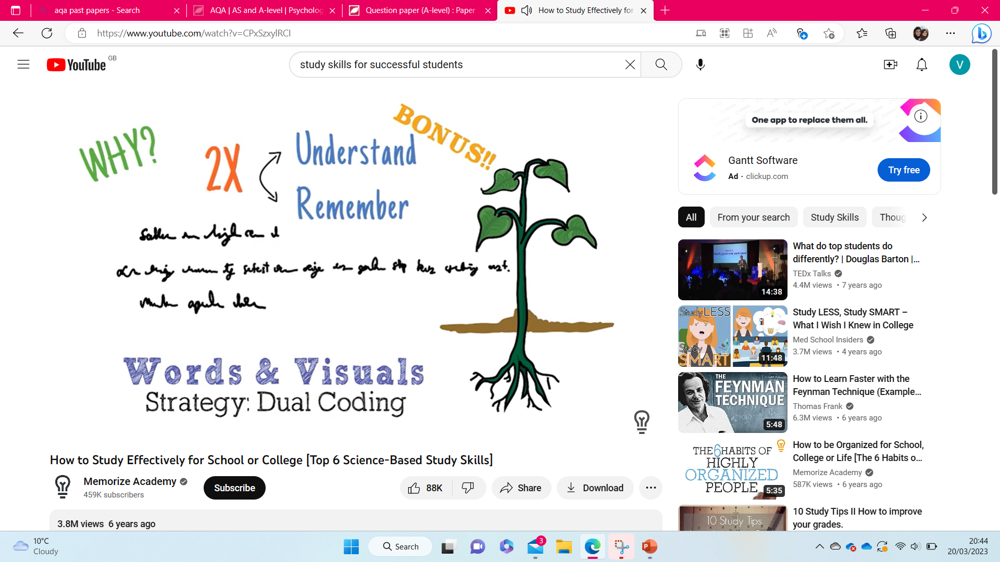 aqa past papers - Search
AQA | AS and A-level | Psycholog
Question paper (A-level) : Paper
How to Study Effectively for
https://www.youtube.com/watch?v=CPxSzxylRCI
YouTube GB
study skills for successful students
V
WHY?
2X
Understand
Remember
BONUS!!
Words & Visuals
Strategy: Dual Coding
How to Study Effectively for School or College [Top 6 Science-Based Study Skills]
Memorize Academy
459K subscribers
Subscribe
88K
Share
Download
3.8M views 6 years ago
One app to replace them all.
Gantt Software
Ad · clickup.com
Try free
All
From your search
Study Skills
Thoug
What do top students do
differently? | Douglas Barton |...
TEDx Talks
4.4M views • 7 years ago
14:38
Study LESS
Study
SMART
11:48
Study LESS, Study SMART –
What I Wish I Knew in College
Med School Insiders
3.7M views • 4 years ago
THE
FEYNMAN
TECHNIQUE
5:48
How to Learn Faster with the
Feynman Technique (Example...
Thomas Frank
6.3M views • 6 years ago
THE 6 HABITS OF
HIGHLY
ORGANIZED
PEOPLE
5:35
How to be Organized for School,
College or Life [The 6 Habits o...
Memorize Academy
587K views • 6 years ago
10 Study Tips
10 Study Tips II How to improve
your grades.
10°C
Cloudy
Search
3
20:44
20/03/2023